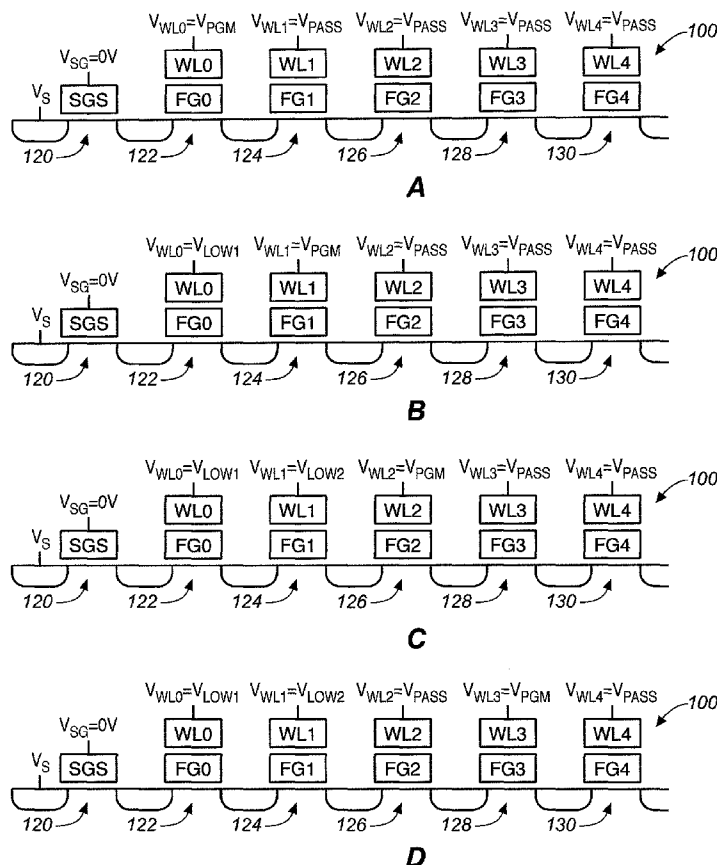 V_WL0=V_PGM V_WL1=V_PASS V_WL2=V_PASS V_WL3=V_PASS V_WL4=V_PASS
100
V_SG=0V
WL0 WL1 WL2 WL3 WL4
V_S
SGS FG0 FG1 FG2 FG3 FG4
120 122 124 126 128 130
A
V_WL0=V_LOW1 V_WL1=V_PGM V_WL2=V_PASS V_WL3=V_PASS V_WL4=V_PASS
100
V_SG=0V
WL0 WL1 WL2 WL3 WL4
V_S
SGS FG0 FG1 FG2 FG3 FG4
120 122 124 126 128 130
B
V_WL0=V_LOW1 V_WL1=V_LOW2 V_WL2=V_PGM V_WL3=V_PASS V_WL4=V_PASS
100
V_SG=0V
WL0 WL1 WL2 WL3 WL4
V_S
SGS FG0 FG1 FG2 FG3 FG4
120 122 124 126 128 130
C
V_WL0=V_LOW1 V_WL1=V_LOW2 V_WL2=V_PASS V_WL3=V_PGM V_WL4=V_PASS
100
V_SG=0V
WL0 WL1 WL2 WL3 WL4
V_S
SGS FG0 FG1 FG2 FG3 FG4
120 122 124 126 128 130
D